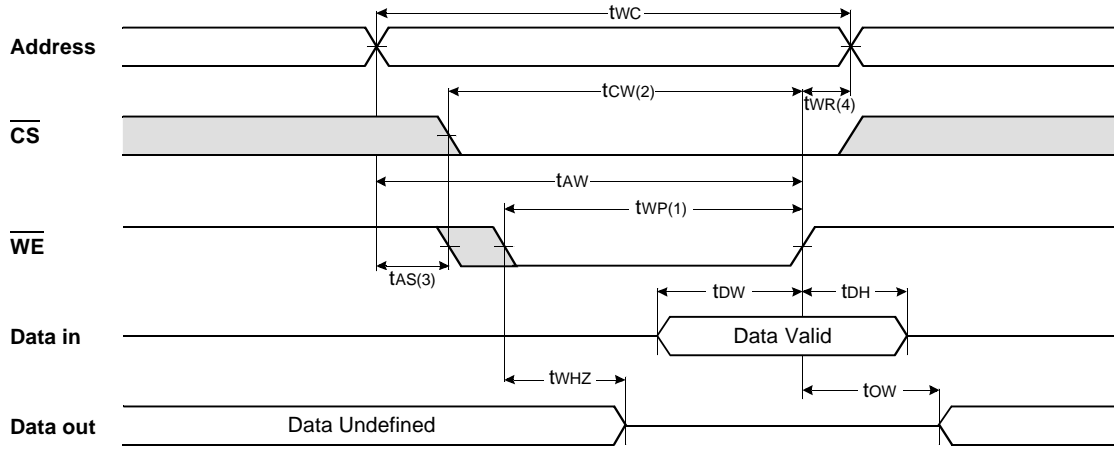 tWC
Address
tCW(2)
tWR(4)
CS
tAW
tWP(1)
WE
tAS(3)
tDW
tDH
Data in
Data Valid
tWHZ
tOW
Data out
Data Undefined